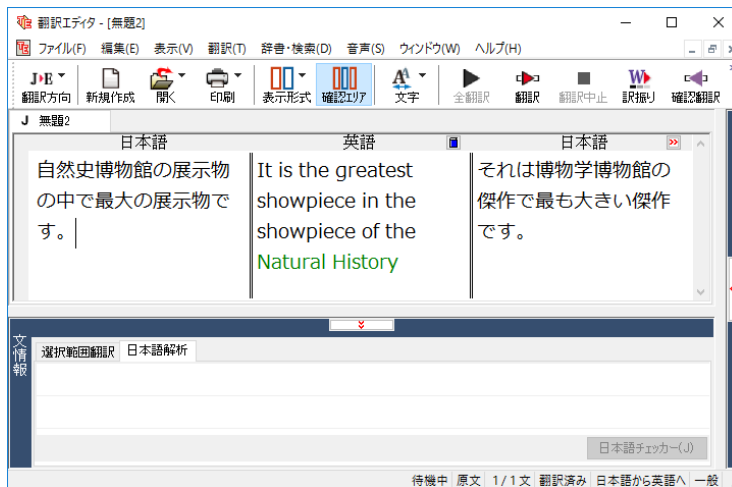 翻訳エディタ - [無題2]
ファイル(F) 編集(E) 表示(V) 翻訳(T) 辞書・検索(D) 音声(S) ウィンドウ(W) ヘルプ(H)
J▸E
翻訳方向 新規作成 開く 印刷 表示形式 確認エリア 文字 全翻訳 翻訳 翻訳中止 訳振り 確認翻訳
J 無題2
日本語 英語 日本語
自然史博物館の展示物
の中で最大の展示物で
す。
It is the greatest
showpiece in the
showpiece of the
Natural History
それは博物学博物館の
傑作で最も大きい傑作
です。
文情報
選択範囲翻訳 日本語解析
日本語チェッカー(J)
待機中 原文 1/1文 翻訳済み 日本語から英語へ 一般